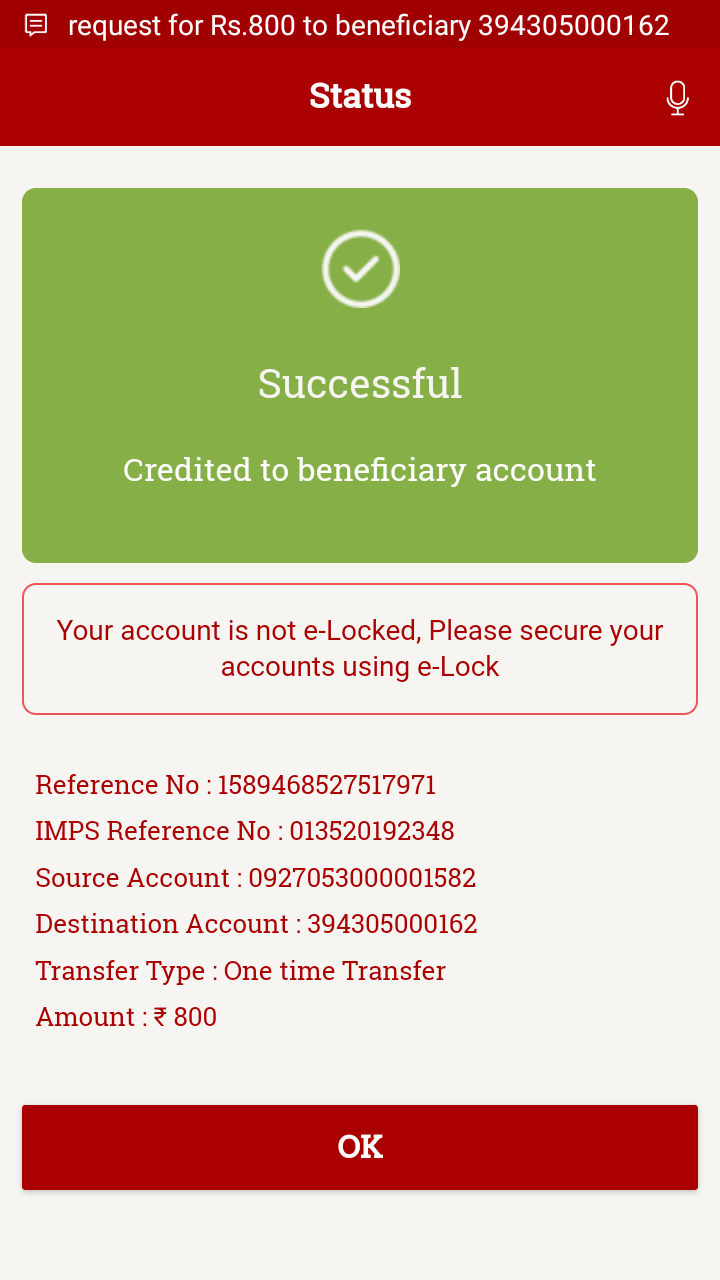 request for Rs.800 to beneficiary 394305000162
Status
Successful
Credited to beneficiary account
Your account is not e-Locked, Please secure your
accounts using e-Lock
Reference No : 1589468527517971
IMPS Reference No : 013520192348
Source Account : 0927053000001582
Destination Account : 394305000162
Transfer Type : One time Transfer
Amount : ₹ 800
OK